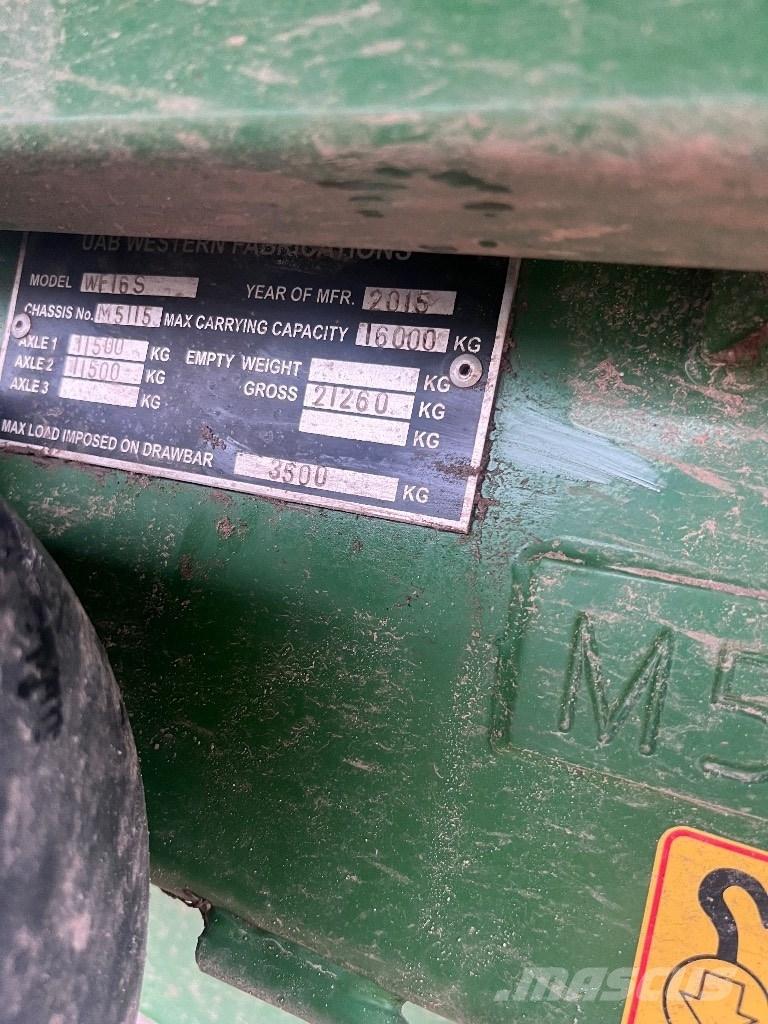 UAB WESTERN FABRICATIONS
MODEL WF16S YEAR OF MFR. 2015
CHASSIS No. M5115 MAX CARRYING CAPACITY 16000 KG
AXLE 1 11500 KG EMPTY WEIGHT KG
AXLE 2 11500 KG GROSS 21260 KG
AXLE 3 KG KG
MAX LOAD IMPOSED ON DRAWBAR 3500 KG
M5
.mascus